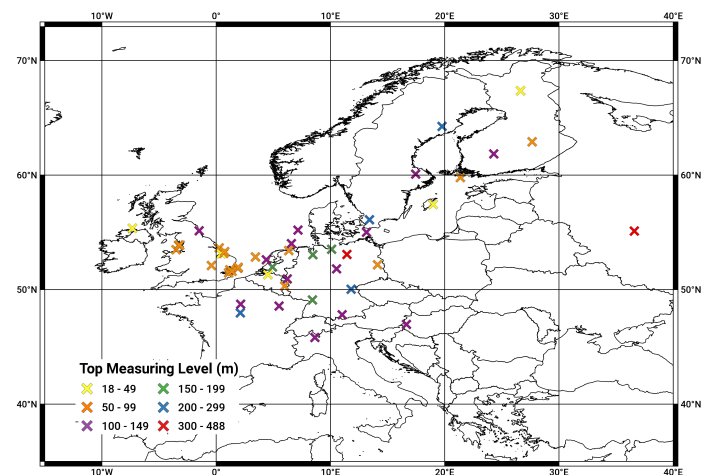 10°W 0° 10°E 20°E 30°E 40°E
70°N 70°N
60°N 60°N
50°N 50°N
40°N 40°N
Top Measuring Level (m)
18 - 49 150 - 199
50 - 99 200 - 299
100 - 149 300 - 488
10°W 0° 10°E 20°E 30°E 40°E